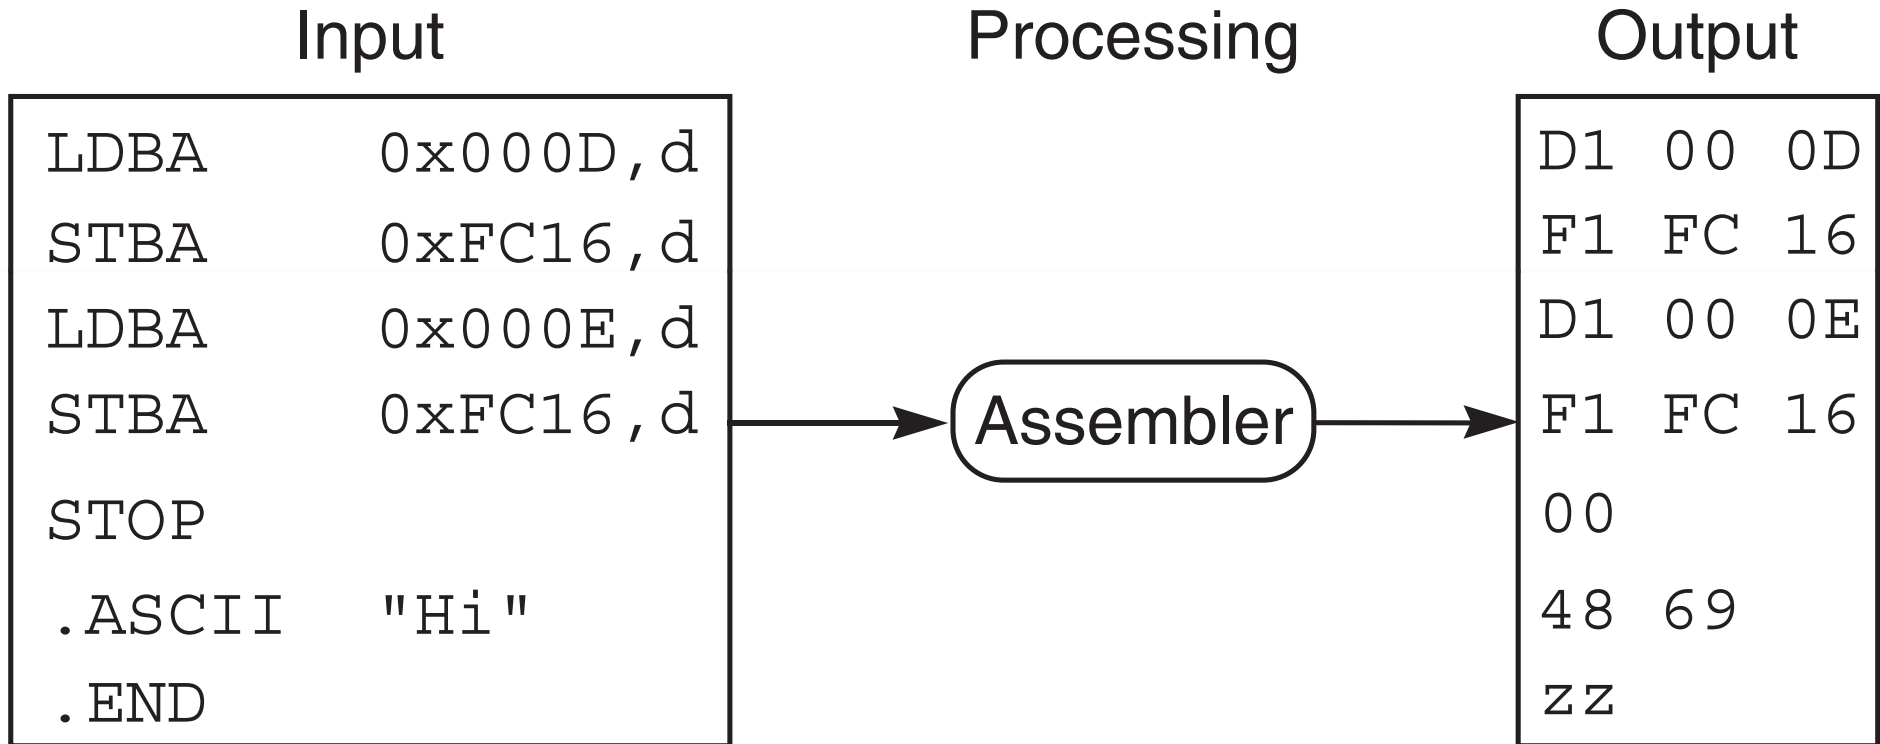 Input Processing Output
LDBA 0x000D,d
STBA 0xFC16,d
LDBA 0x000E,d
STBA 0xFC16,d
STOP
.ASCII "Hi"
.END
Assembler
D1 00 0D
F1 FC 16
D1 00 0E
F1 FC 16
00
48 69
zz